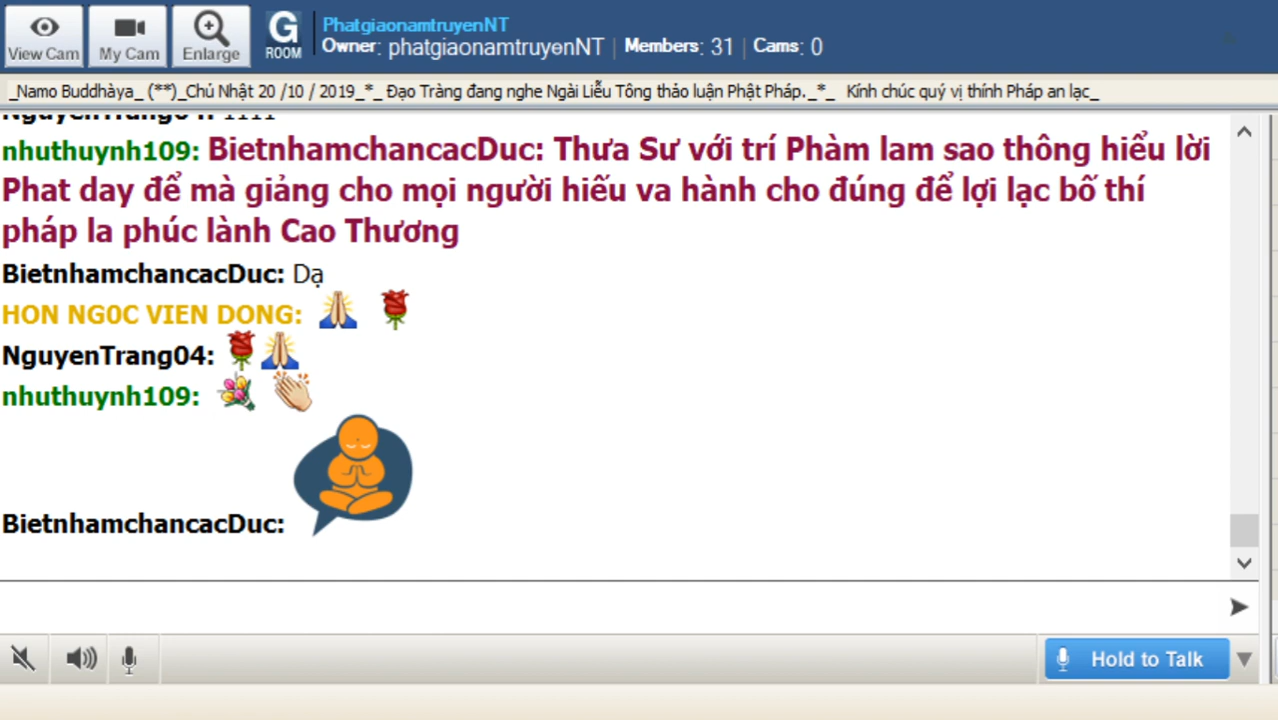 PhatgiaonamtruyenNT
View Cam My Cam Enlarge G ROOM Owner: phatgiaonamtruyenNT | Members: 31 | Cams: 0
_Namo Buddhàya_ (**)_Chủ Nhật 20 /10 / 2019_*_ Đạo Tràng đang nghe Ngài Liễu Tông thảo luận Phật Pháp._*_ Kính chúc quý vị thính Pháp an lạc_
NguyenTrang04:
nhuthuynh109: BietnhamchancacDuc: Thưa Sư với trí Phàm lam sao thông hiểu lời
Phat day để mà giảng cho mọi người hiếu va hành cho đúng để lợi lạc bố thí
pháp la phúc lành Cao Thương
BietnhamchancacDuc: Dạ
HON NG0C VIEN DONG:
NguyenTrang04:
nhuthuynh109:
BietnhamchancacDuc:
Hold to Talk